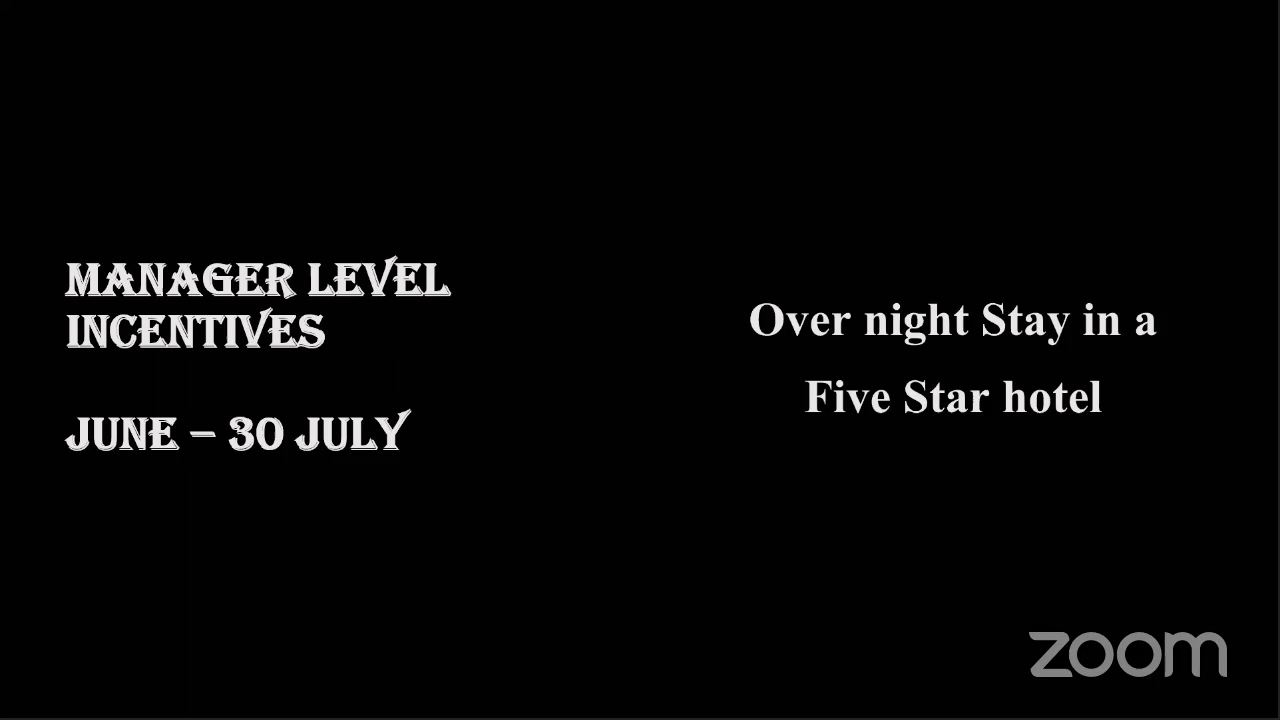 MANAGER LEVEL
INCENTIVES
JUNE – 30 JULY
Over night Stay in a
Five Star hotel
zoom